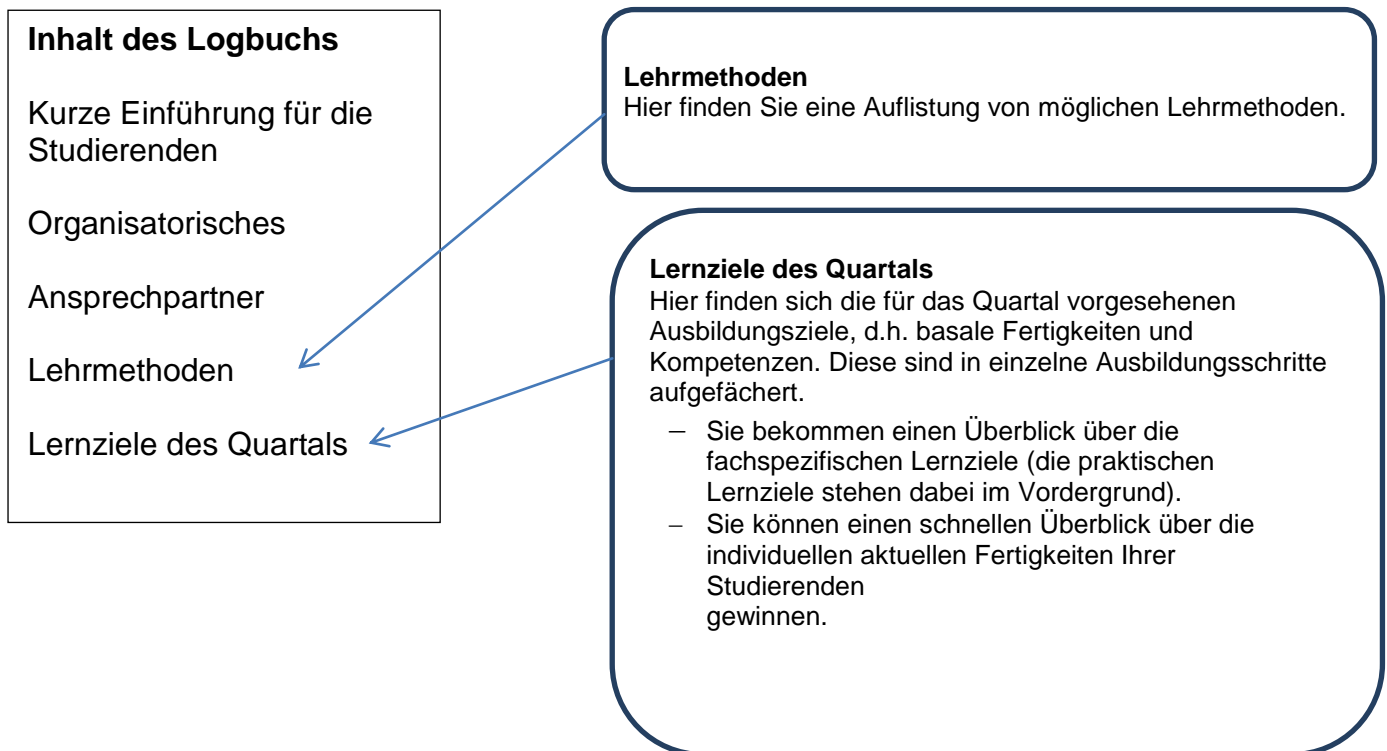 Inhalt des Logbuchs
Kurze Einführung für die
Studierenden
Organisatorisches
Ansprechpartner
Lehrmethoden
Lernziele des Quartals
Lehrmethoden
Hier finden Sie eine Auflistung von möglichen Lehrmethoden.
Lernziele des Quartals
Hier finden sich die für das Quartal vorgesehenen
Ausbildungsziele, d.h. basale Fertigkeiten und
Kompetenzen. Diese sind in einzelne Ausbildungsschritte
aufgefächert.
– Sie bekommen einen Überblick über die
fachspezifischen Lernziele (die praktischen
Lernziele stehen dabei im Vordergrund).
– Sie können einen schnellen Überblick über die
individuellen aktuellen Fertigkeiten Ihrer
Studierenden
gewinnen.